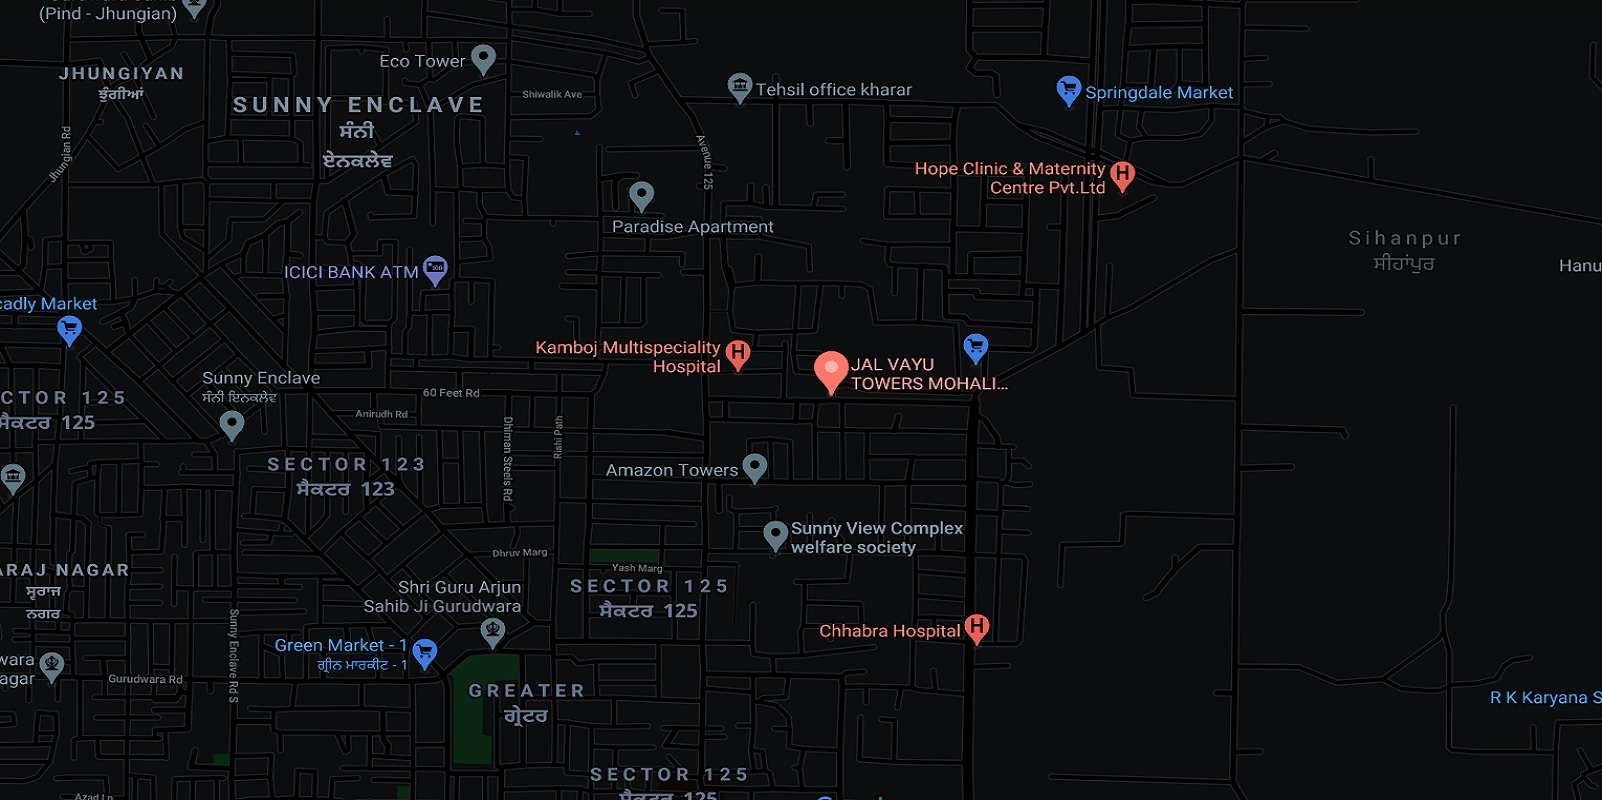 (Pind - Jhungian)
Eco Tower
JHUNGIYAN
ਝੁੰਗੀਆਂ
SUNNY ENCLAVE
ਸੰਨੀ
ਏਨਕਲੇਵ
Shiwalik Ave
Tehsil office kharar
Springdale Market
Jhungian Rd
Avenue 125
Hope Clinic & Maternity
Centre Pvt.Ltd
Paradise Apartment
Sihanpur
ਸੀਹਾਂਪੁਰ
Hanu
ICICI BANK ATM
cadly Market
Kamboj Multispeciality
Hospital
JAL VAYU
TOWERS MOHALI...
Sunny Enclave
ਸੰਨੀ ਇਨਕਲੇਵ
60 Feet Rd
CTOR 125
ਸੈਕਟਰ 125
Anirudh Rd
Dhiman Steels Rd
Rishi Path
SECTOR 123
ਸੈਕਟਰ 123
Amazon Towers
Sunny View Complex
welfare society
Dhruv Marg
Yash Marg
ARAJ NAGAR
ਸ੍ਵਰਾਜ
ਨਗਰ
Shri Guru Arjun
Sahib Ji Gurudwara
SECTOR 125
ਸੈਕਟਰ 125
Chhabra Hospital
Green Market - 1
ਗ੍ਰੀਨ ਮਾਰਕੀਟ - 1
Sunny Enclave Rd S
wara
agar
Gurudwara Rd
GREATER
ਗ੍ਰੇਟਰ
R K Karyana S
SECTOR 125
ਸੈਕਟਰ 125
Azad Ln